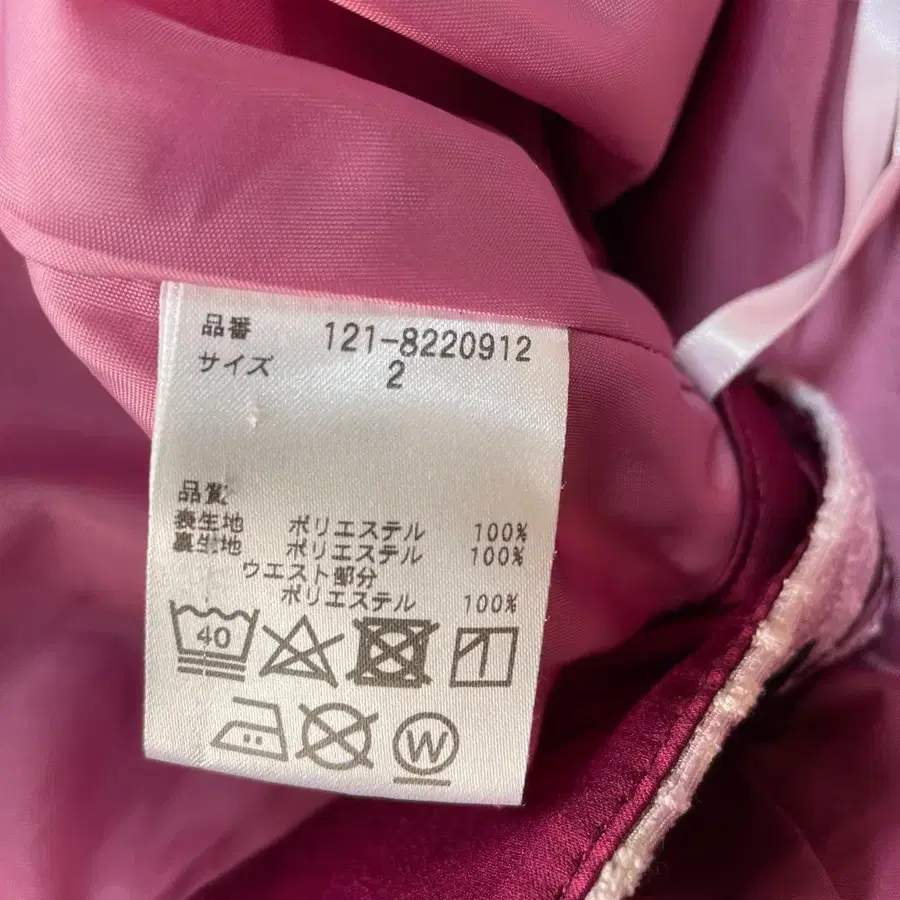 品番 121-8220912
サイズ 2
品質
表生地 ポリエステル 100%
裏生地 ポリエステル 100%
ウエスト部分
ポリエステル 100%
40
W